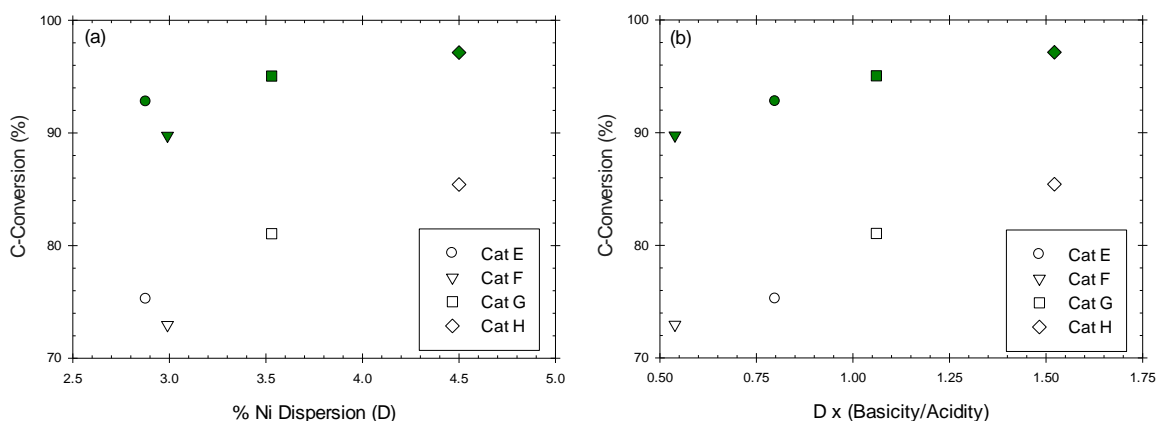 (a)
C-Conversion (%)
100
90
80
70
2.5 3.0 3.5 4.0 4.5 5.0
% Ni Dispersion (D)
Cat E
Cat F
Cat G
Cat H
(b)
C-Conversion (%)
100
90
80
70
0.50 0.75 1.00 1.25 1.50 1.75
D x (Basicity/Acidity)
Cat E
Cat F
Cat G
Cat H